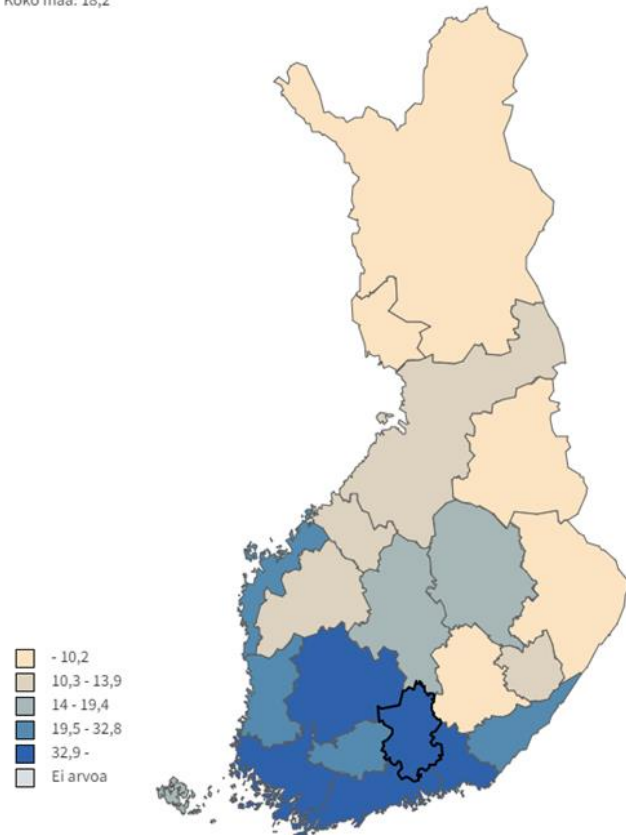 Koko maa: 18,2
- 10,2
10,3 - 13,9
14 - 19,4
19,5 - 32,8
32,9 -
Ei arvoa